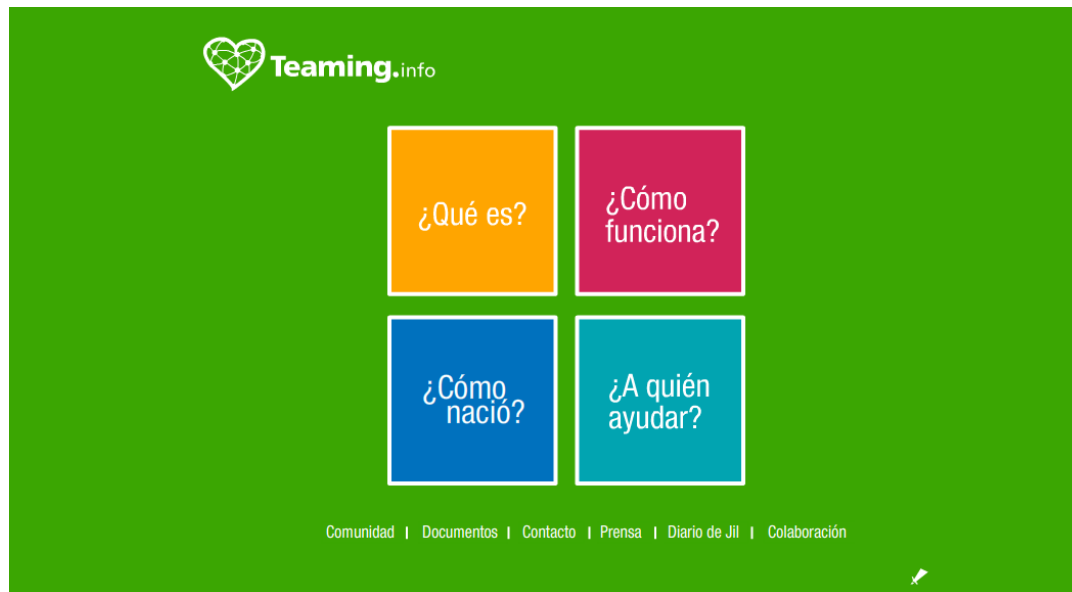 Teaming.info
¿Qué es?
¿Cómo
funciona?
¿Cómo
nació?
¿A quién
ayudar?
Comunidad | Documentos | Contacto | Prensa | Diario de Jil | Colaboración